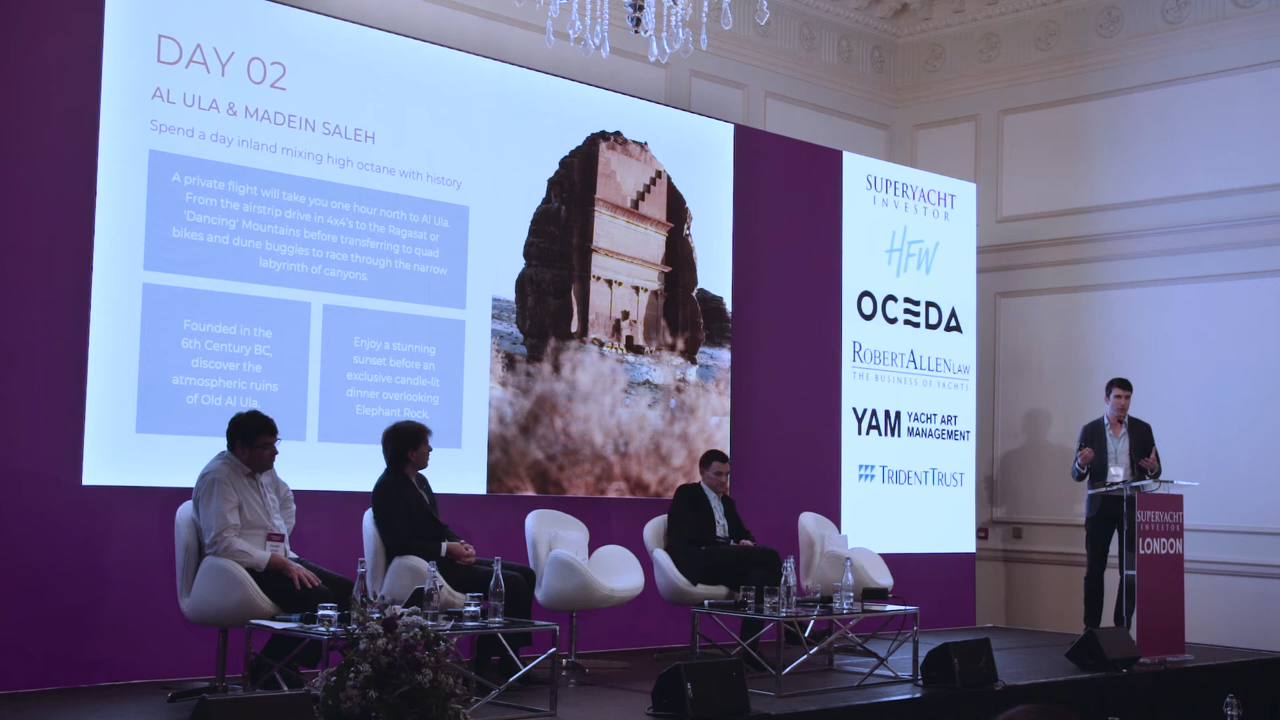 DAY 02
AL ULA & MADEIN SALEH
Spend a day inland mixing high octane with history
A private flight will take you one hour north to Al Ula.
From the airstrip drive in 4x4's to the Ragasat or
'Dancing' Mountains before transferring to quad
bikes and dune buggies to race through the narrow
labyrinth of canyons.
Founded in the
6th Century BC,
discover the
atmospheric ruins
of Old Al Ula.
Enjoy a stunning
sunset before an
exclusive candle-lit
dinner overlooking
Elephant Rock.
SUPERYACHT
INVESTOR
HFW
OCEDA
ROBERTALLENLAW
THE BUSINESS OF YACHTS
YAM YACHT ART
MANAGEMENT
TRIDENTTRUST
SUPERYACHT
INVESTOR
LONDON